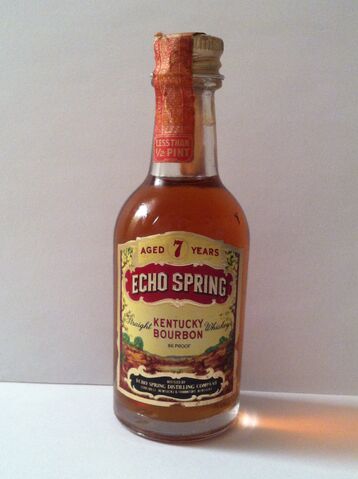 LESS THAN
½ PINT
AGED 7 YEARS
ECHO SPRING
Straight KENTUCKY Whiskey
BOURBON
86 PROOF
ECHO SPRING DISTILLING COMPANY